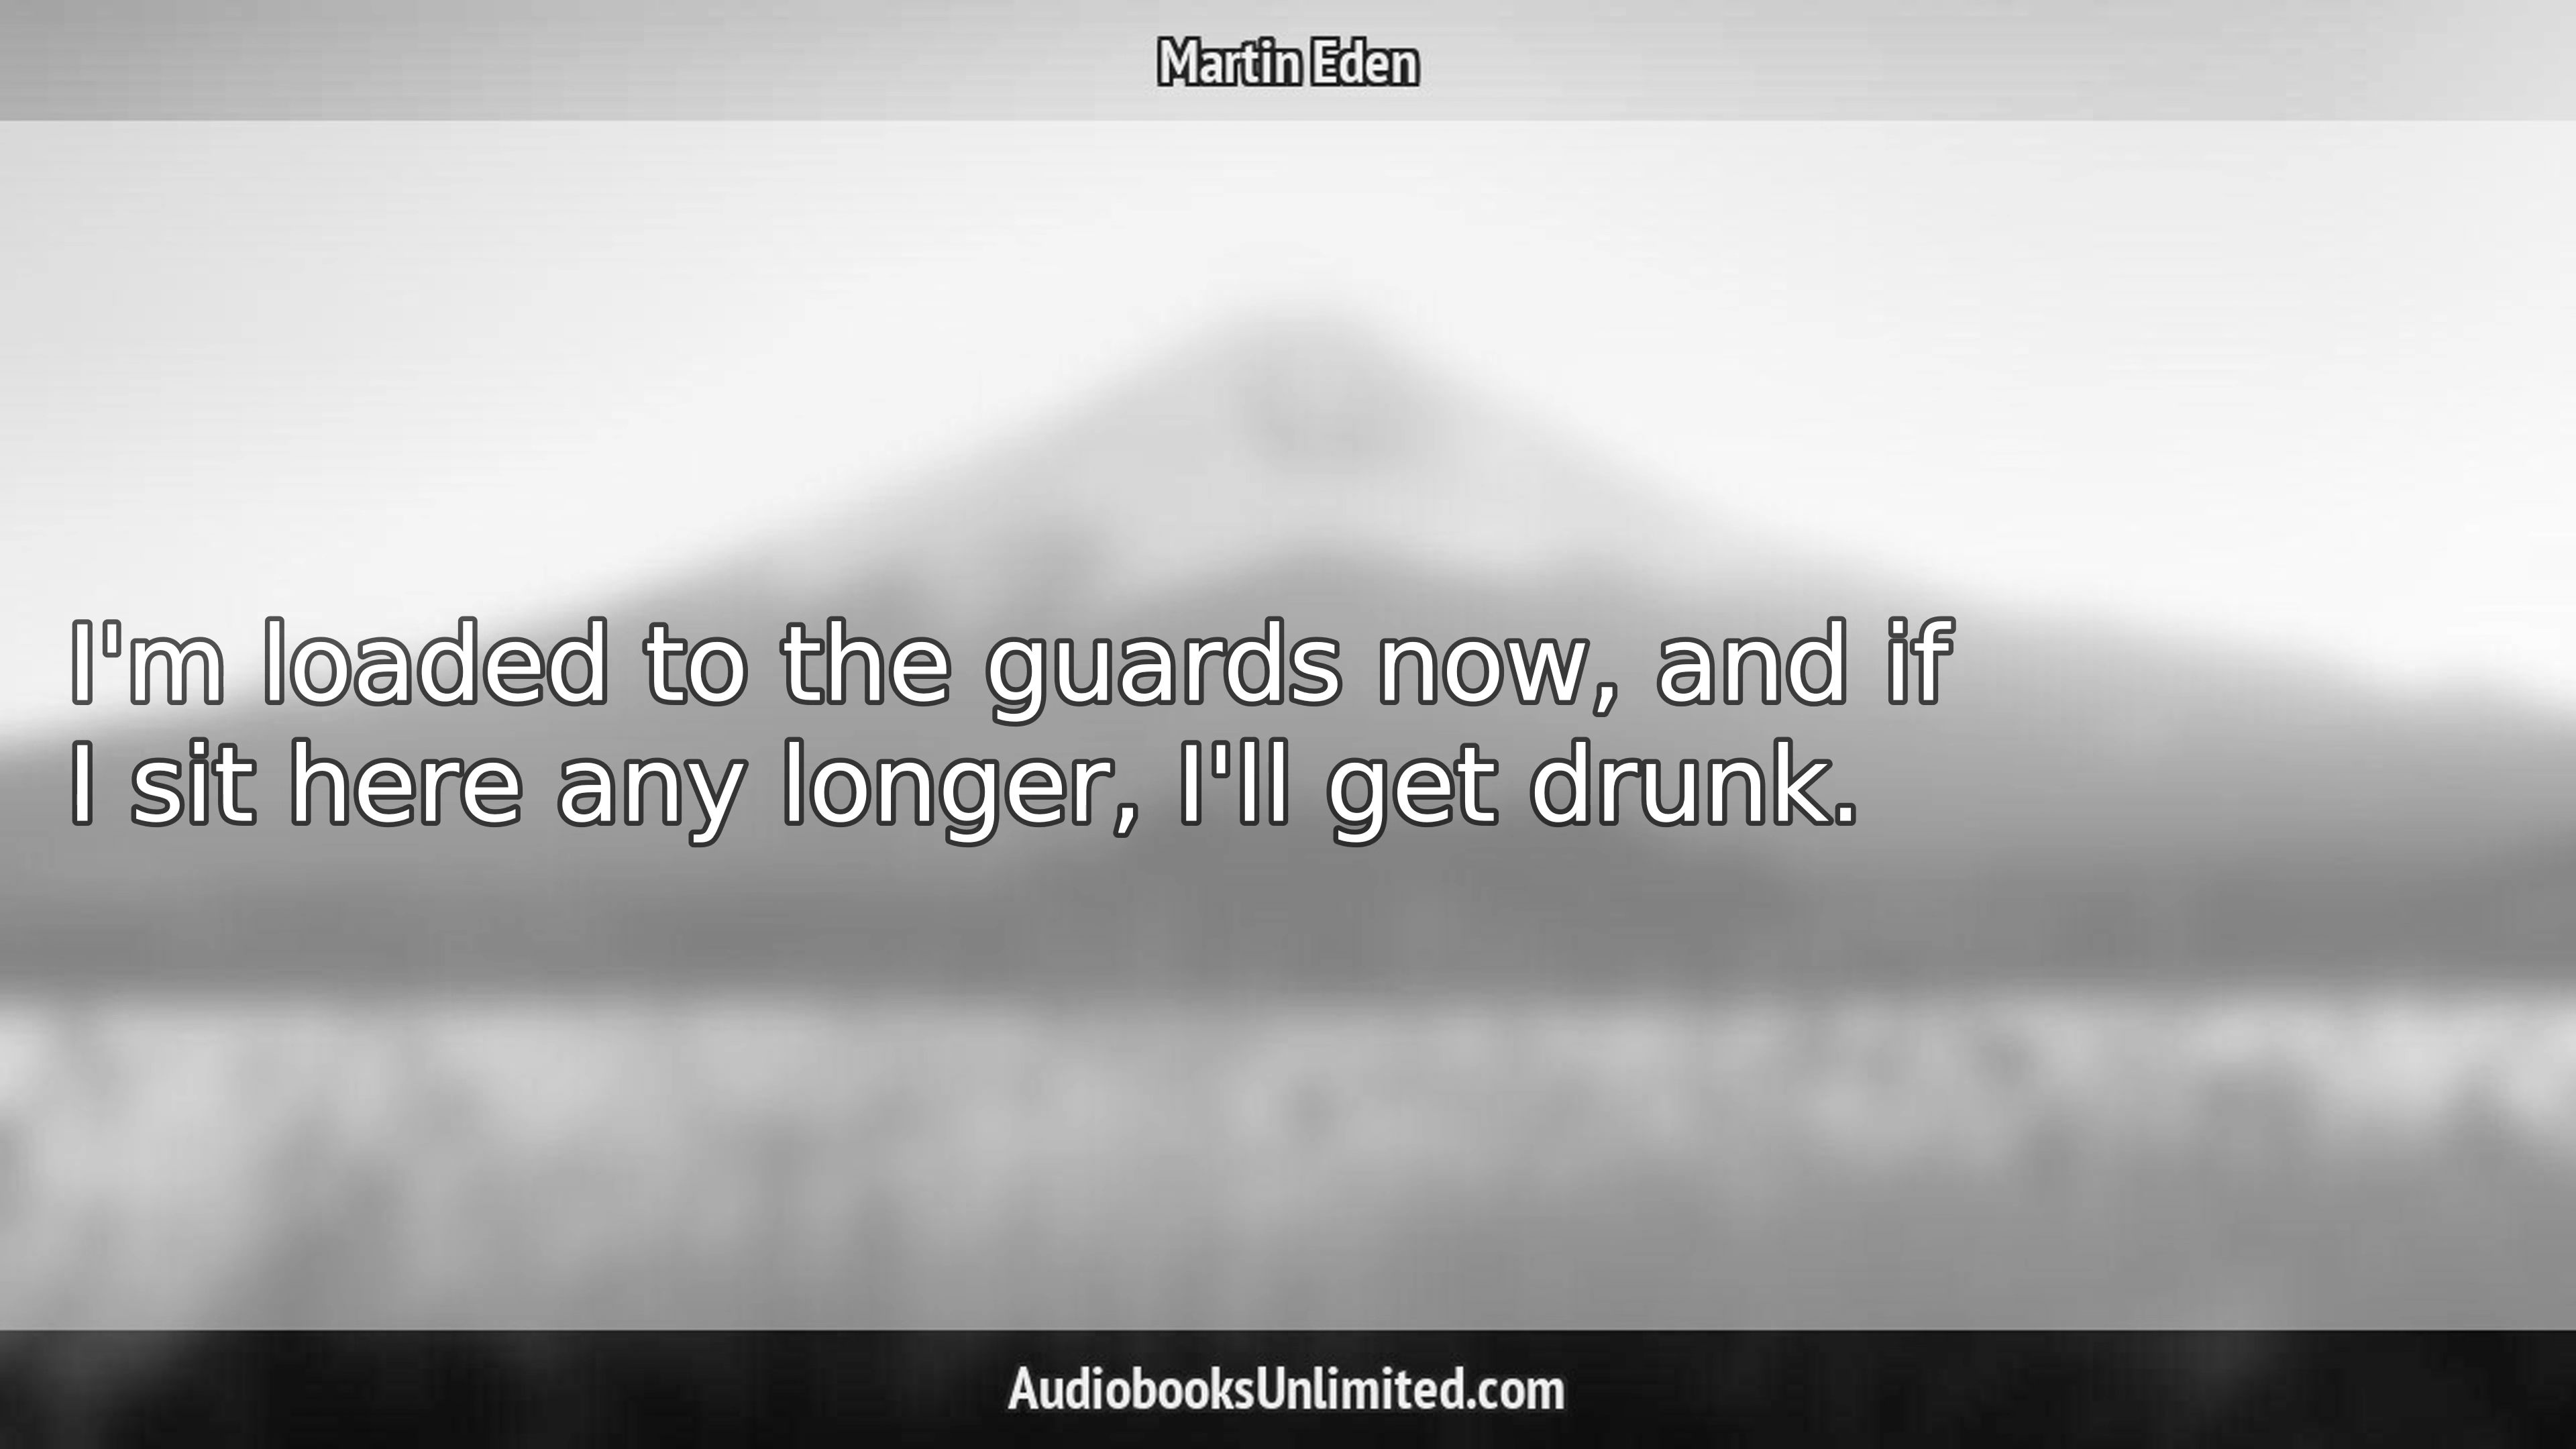 Martin Eden
I'm loaded to the guards now, and if
I sit here any longer, I'll get drunk.
AudiobooksUnlimited.com